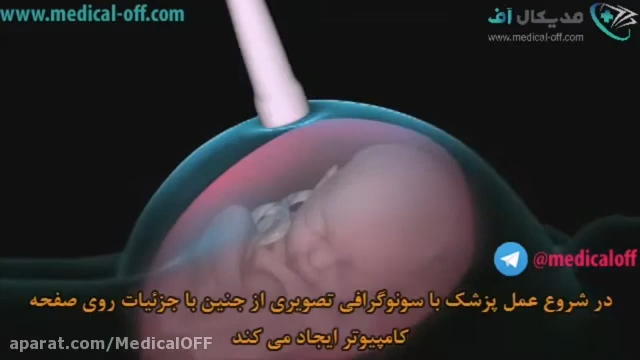 www.medical-off.com
مدیکال آف
www.medical-off.com
@medicaloff
در شروع عمل پزشک با سونوگرافی تصویری از جنین با جزئیات روی صفحه
کامپیوتر ایجاد می کند
aparat.com/MedicalOFF